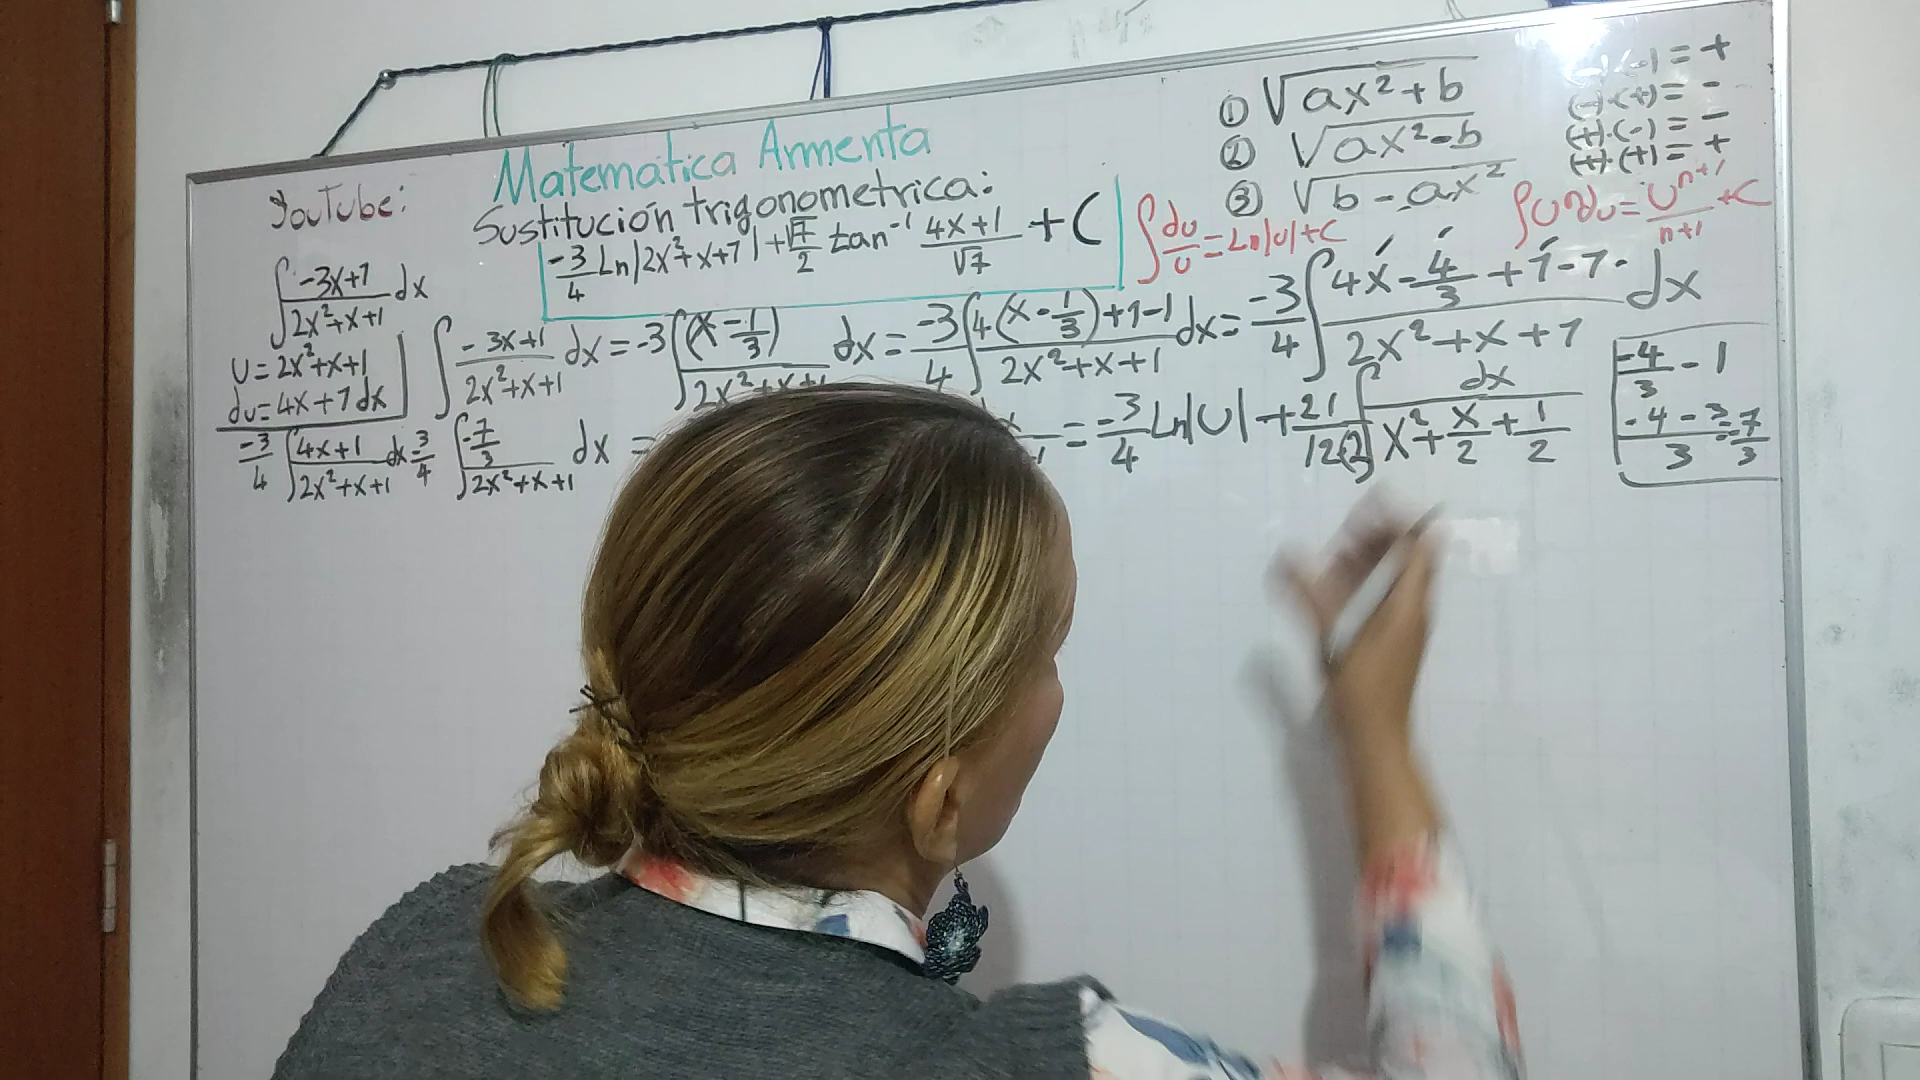 YouTube:
Matematica Armenta
Sustitución trigonometrica:
-3/4 Ln|2x²+x+7| + √7/2 tan⁻¹ 4x+1/√7 + C
① √ax²+b
② √ax²-b
③ √b-ax²
-) = +
(-)·(+) = -
(+)·(-) = -
(+)·(+) = +
∫ du/u = Ln|u|+C
∫uⁿdu = uⁿ⁺¹/n+1 + C
∫ -3x+1/2x²+x+1 dx
U = 2x²+x+1
du = 4x+1 dx
∫ -3x+1/2x²+x+1 dx = -3∫ (x-1/3)/2x²+x+1 dx = -3/4 ∫ 4(x-1/3)+1-1/2x²+x+1 dx = -3/4 ∫ 4x-4/3+1-1/2x²+x+1 dx
-4/3 - 1
-4-3/3 = -7/3
-3/4 ∫ 4x+1/2x²+x+1 dx -3/4 ∫ -7/3/2x²+x+1 dx =
= -3/4 Ln|U| + 21/12(2) ∫ dx/x²+x/2+1/2